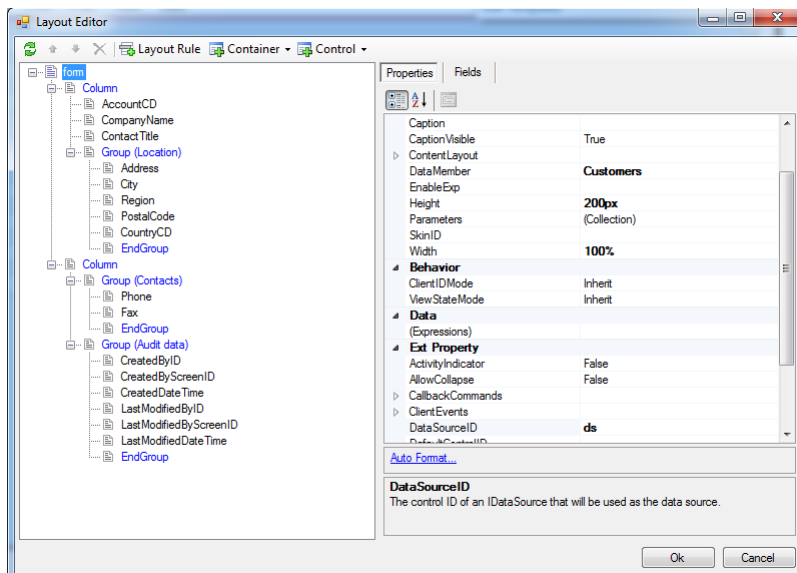 Layout Editor
Layout Rule Container Control
form
Column
AccountCD
CompanyName
ContactTitle
Group (Location)
Address
City
Region
PostalCode
CountryCD
EndGroup
Column
Group (Contacts)
Phone
Fax
EndGroup
Group (Audit data)
CreatedByID
CreatedByScreenID
CreatedDateTime
LastModifiedByID
LastModifiedByScreenID
LastModifiedDateTime
EndGroup
Properties Fields
Caption
CaptionVisible True
ContentLayout
DataMember Customers
EnableExp
Height 200px
Parameters (Collection)
SkinID
Width 100%
Behavior
ClientIDMode Inherit
ViewStateMode Inherit
Data
(Expressions)
Ext Property
ActivityIndicator False
AllowCollapse False
CallbackCommands
ClientEvents
DataSourceID ds
DefaultControlID
Auto Format...
DataSourceID
The control ID of an IDataSource that will be used as the data source.
Ok Cancel